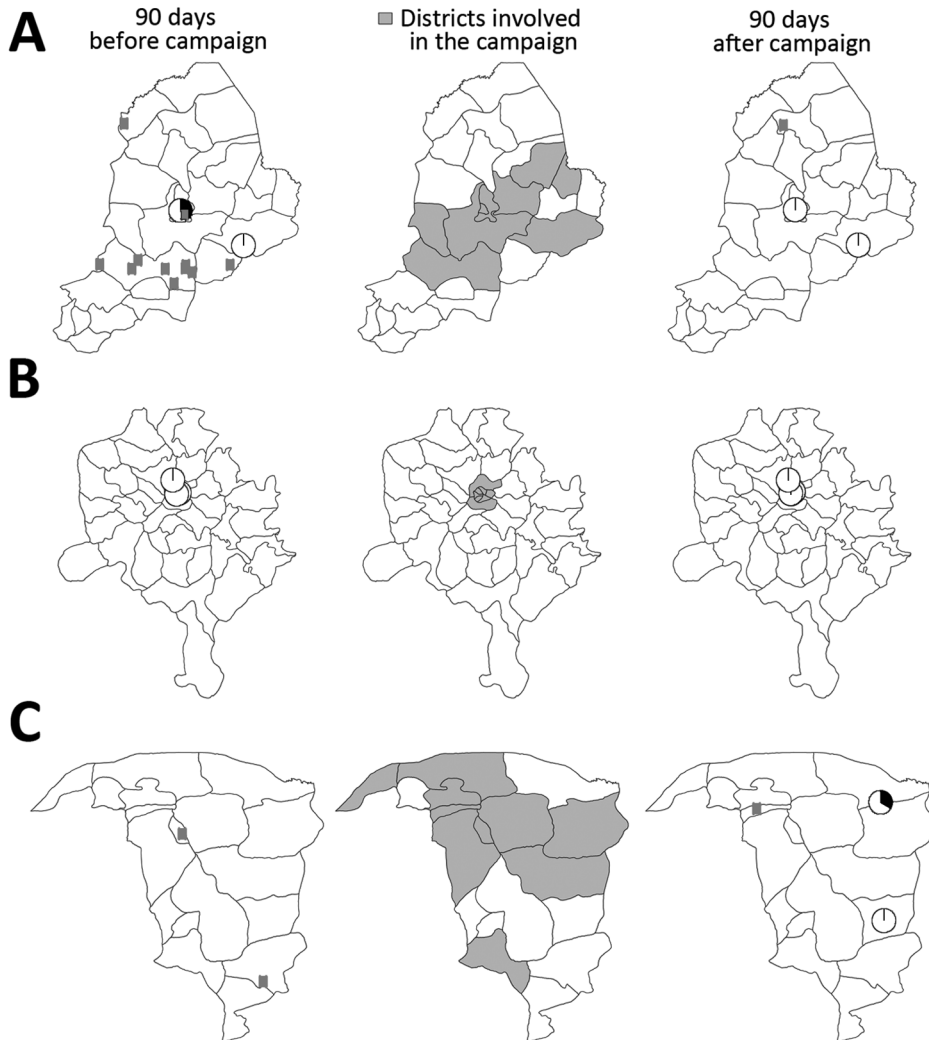 A
90 days
before campaign
Districts involved
in the campaign
90 days
after campaign
B
C